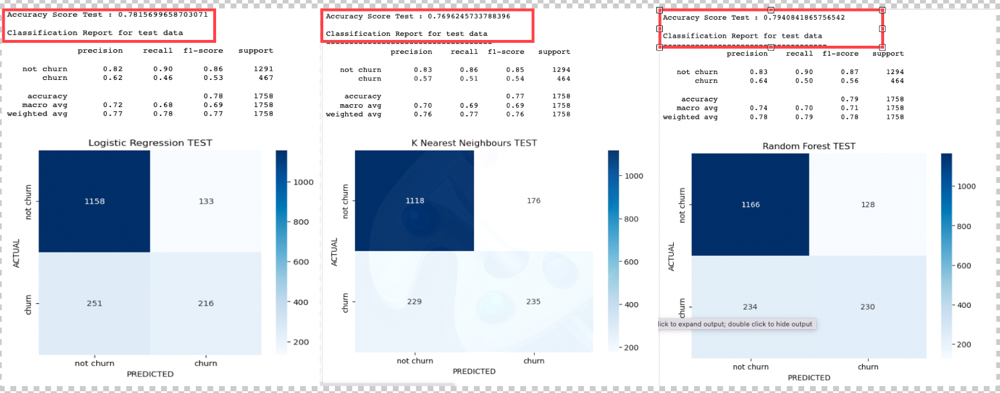 Accuracy Score Test : 0.7815699658703071
Classification Report for test data
precision recall f1-score support
not churn 0.82 0.90 0.86 1291
churn 0.62 0.46 0.53 467
accuracy 0.78 1758
macro avg 0.72 0.68 0.69 1758
weighted avg 0.77 0.78 0.77 1758
Logistic Regression TEST
1158 133
251 216
not churn
churn
ACTUAL
not churn churn
PREDICTED
1000
800
600
400
200
Accuracy Score Test : 0.7696245733788396
Classification Report for test data
precision recall f1-score support
not churn 0.83 0.86 0.85 1294
churn 0.57 0.51 0.54 464
accuracy 0.77 1758
macro avg 0.70 0.69 0.69 1758
weighted avg 0.76 0.77 0.76 1758
K Nearest Neighbours TEST
1118 176
229 235
not churn
churn
ACTUAL
not churn churn
PREDICTED
1000
800
600
400
200
Accuracy Score Test : 0.7940841865756542
Classification Report for test data
precision recall f1-score support
not churn 0.83 0.90 0.87 1294
churn 0.64 0.50 0.56 464
accuracy 0.79 1758
macro avg 0.74 0.70 0.71 1758
weighted avg 0.78 0.79 0.78 1758
Random Forest TEST
1166 128
234 230
not churn
churn
ACTUAL
lick to expand output; double click to hide output
not churn churn
PREDICTED
1000
800
600
400
200